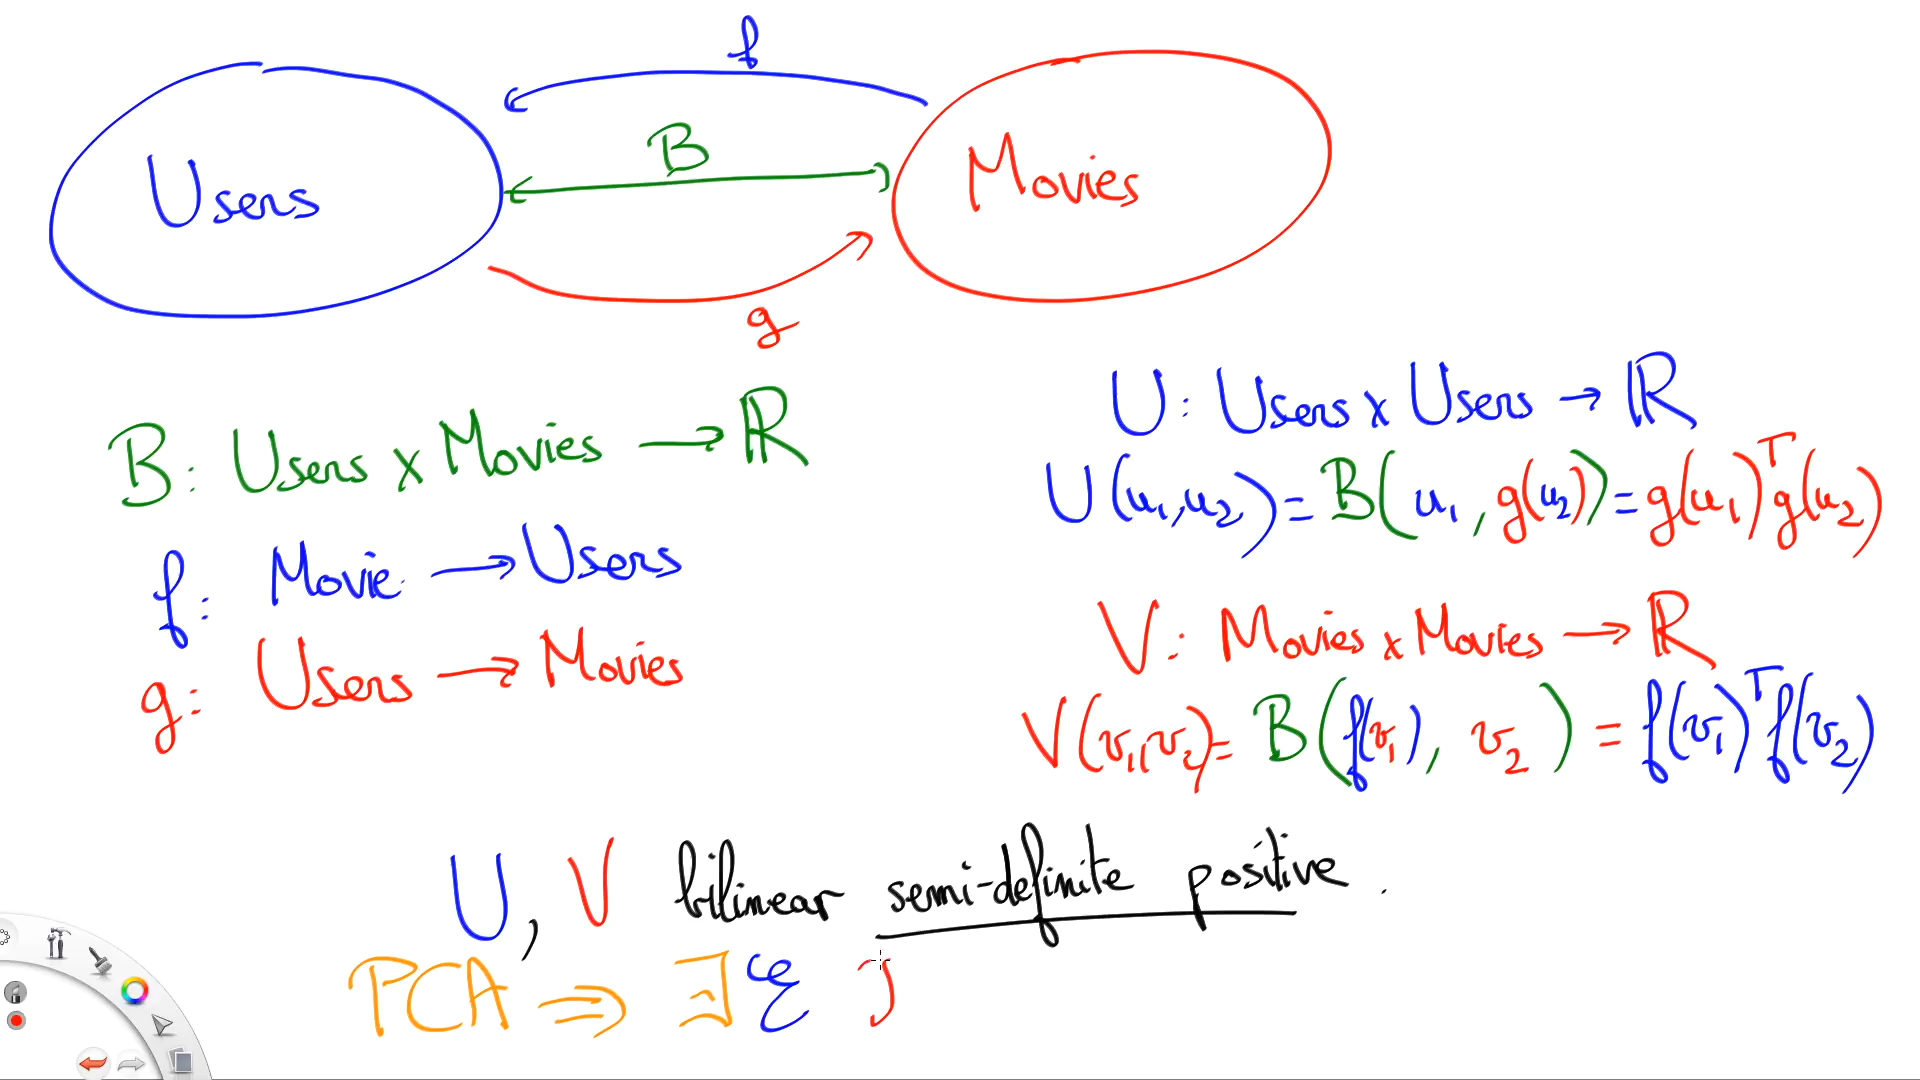 f
B
Users
Movies
g
B: Users x Movies → ℝ
f: Movie → Users
g: Users → Movies
U: Users x Users → ℝ
U(u₁,u₂) = B(u₁, g(u₂)) = g(u₁)ᵀg(u₂)
V: Movies x Movies → ℝ
V(v₁,v₂) = B(f(v₁), v₂) = f(v₁)ᵀf(v₂)
U, V bilinear semi-definite positive.
PCA ⇒ ∃